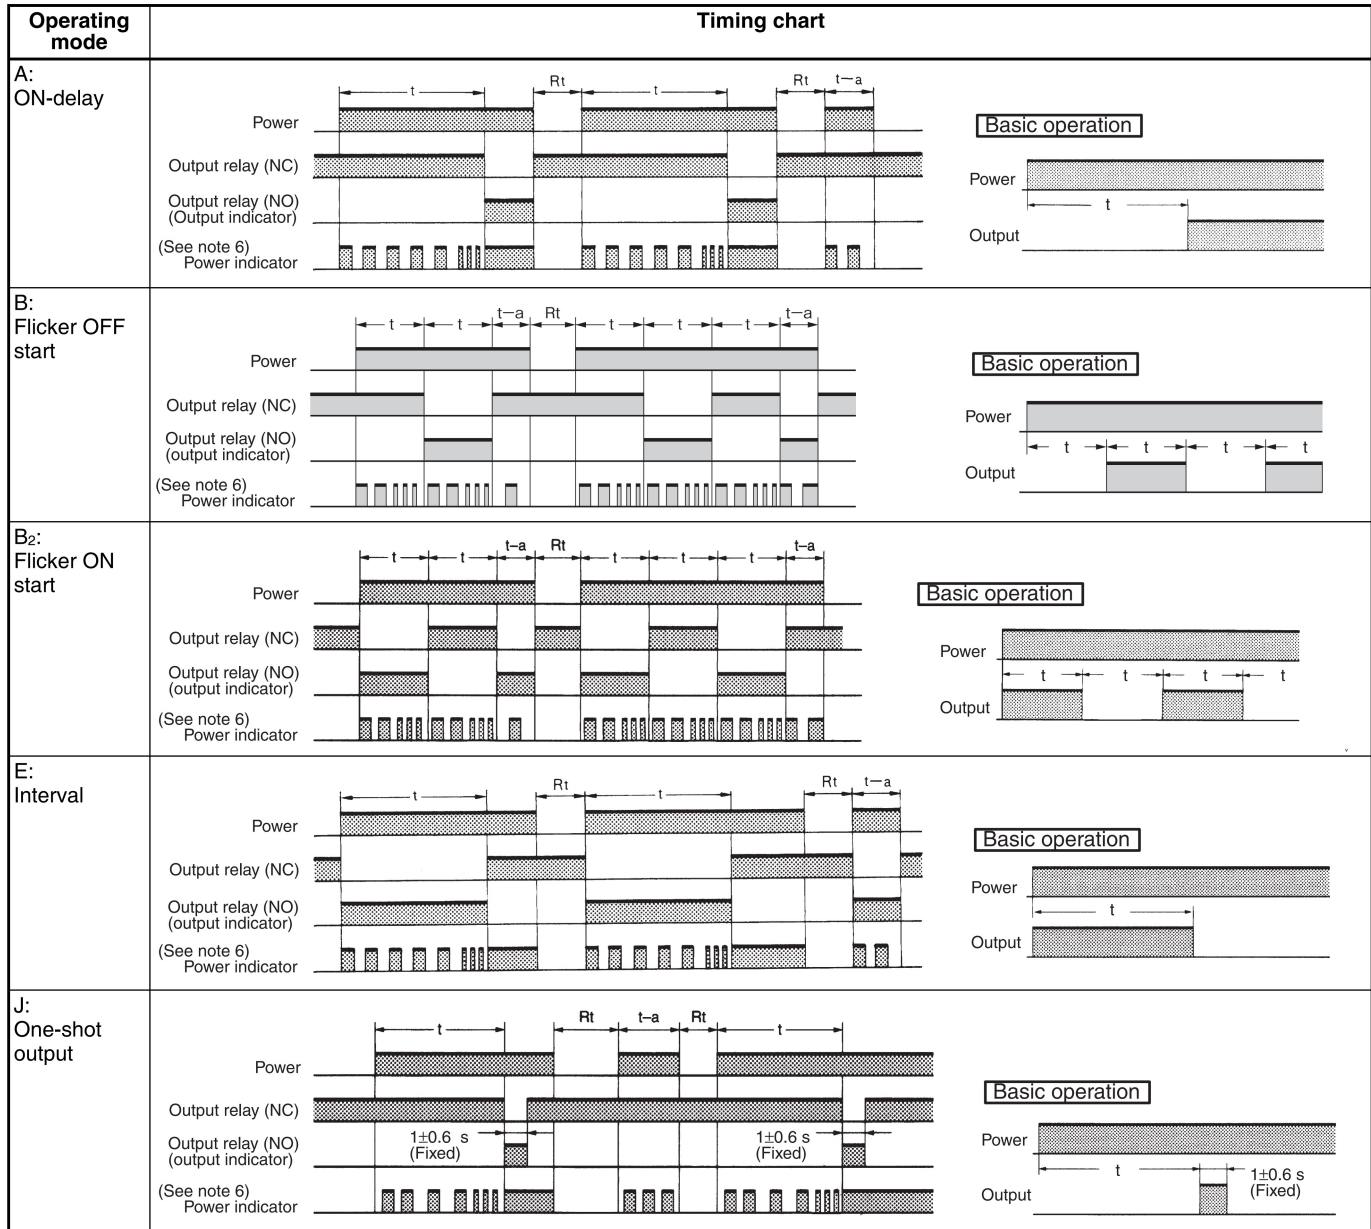 Operating mode
Timing chart
A:
ON-delay
Rt
Rt
t−a
t
t
Power
Output relay (NC)
Output relay (NO)
(Output indicator)
(See note 6)
Power indicator
Basic operation
Power
t
Output
B:
Flicker OFF
start
t−a
Rt
t−a
t
t
t
t
t
Power
Output relay (NC)
Output relay (NO)
(output indicator)
(See note 6)
Power indicator
Basic operation
Power
t
t
t
t
Output
B₂:
Flicker ON
start
t−a
Rt
t−a
t
t
t
t
t
Power
Output relay (NC)
Output relay (NO)
(output indicator)
(See note 6)
Power indicator
Basic operation
Power
t
t
t
t
Output
E:
Interval
Rt
Rt
t−a
t
t
Power
Output relay (NC)
Output relay (NO)
(output indicator)
(See note 6)
Power indicator
Basic operation
Power
t
Output
J:
One-shot
output
Rt
t−a
Rt
t
t
Power
Output relay (NC)
Output relay (NO)
(output indicator)
1±0.6 s
(Fixed)
1±0.6 s
(Fixed)
(See note 6)
Power indicator
Basic operation
Power
t
1±0.6 s
(Fixed)
Output